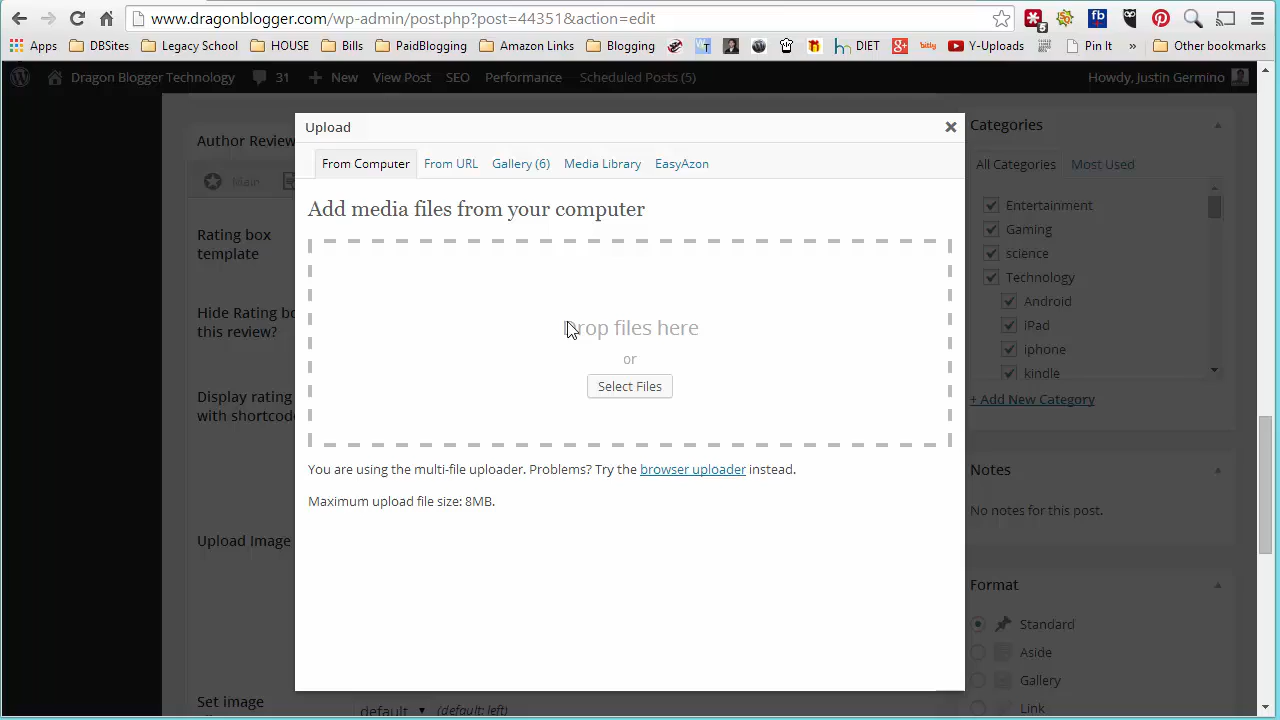 www.dragonblogger.com/wp-admin/post.php?post=44351&action=edit
5
fb
Apps DBSites Legacy School HOUSE Bills PaidBlogging Amazon Links Blogging DIET bitly Y-Uploads Pin It » Other bookmarks
Dragon Blogger Technology 31 New View Post SEO Performance Scheduled Posts (5) Howdy, Justin Germino
Upload
From Computer From URL Gallery (6) Media Library EasyAzon
Add media files from your computer
Drop files here
or
Select Files
You are using the multi-file uploader. Problems? Try the browser uploader instead.
Maximum upload file size: 8MB.
Author Review
Main
Rating box
template
Hide Rating bo
this review?
Display rating
with shortcode
Upload Image
Set image
default (default: left)
Categories
All Categories Most Used
Entertainment
Gaming
science
Technology
Android
iPad
iphone
kindle
+ Add New Category
Notes
No notes for this post.
Format
Standard
Aside
Gallery
Link